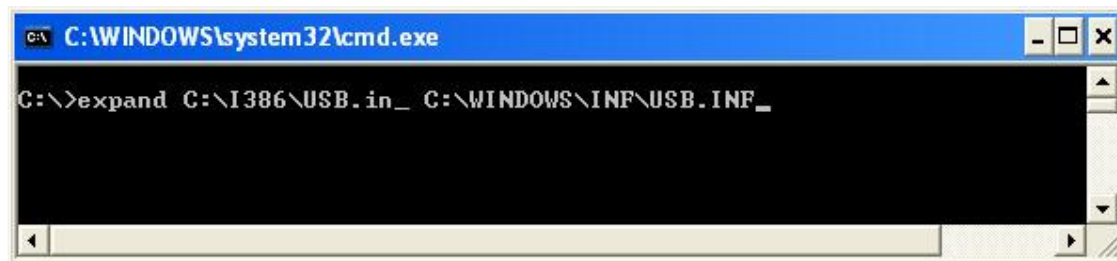 C:\WINDOWS\system32\cmd.exe
C:\>expand C:\I386\USB.in_ C:\WINDOWS\INF\USB.INF_